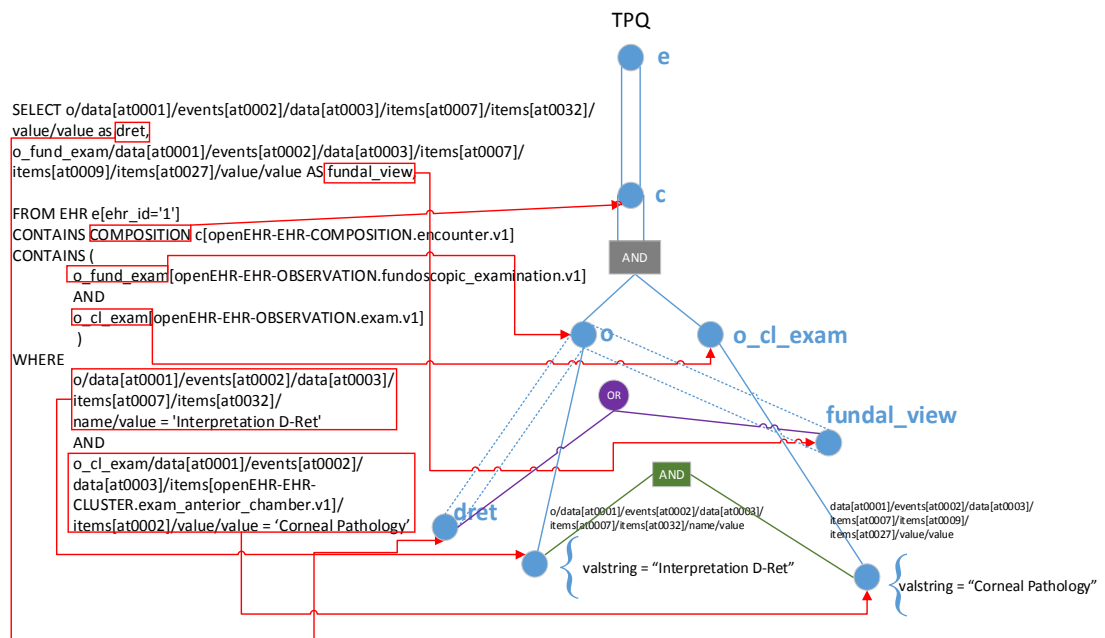 TPQ
e
SELECT o/data[at0001]/events[at0002]/data[at0003]/items[at0007]/items[at0032]/
value/value as dret,
o_fund_exam/data[at0001]/events[at0002]/data[at0003]/items[at0007]/
items[at0009]/items[at0027]/value/value AS fundal_view,
c
FROM EHR e[ehr_id='1']
CONTAINS COMPOSITION c[openEHR-EHR-COMPOSITION.encounter.v1]
CONTAINS (
AND
o_fund_exam[openEHR-EHR-OBSERVATION.fundoscopic_examination.v1]
AND
o_cl_exam[openEHR-EHR-OBSERVATION.exam.v1]
)
o
o_cl_exam
WHERE
o/data[at0001]/events[at0002]/data[at0003]/
items[at0007]/items[at0032]/
name/value = 'Interpretation D-Ret'
AND
o_cl_exam/data[at0001]/events[at0002]/
data[at0003]/items[openEHR-EHR-
CLUSTER.exam_anterior_chamber.v1]/
items[at0002]/value/value = ‘Corneal Pathology’
OR
fundal_view
AND
dret
o/data[at0001]/events[at0002]/data[at0003]/
items[at0007]/items[at0032]/name/value
data[at0001]/events[at0002]/data[at0003]/
items[at0007]/items[at0009]/
items[at0027]/value/value
valstring = “Interpretation D-Ret”
valstring = “Corneal Pathology”